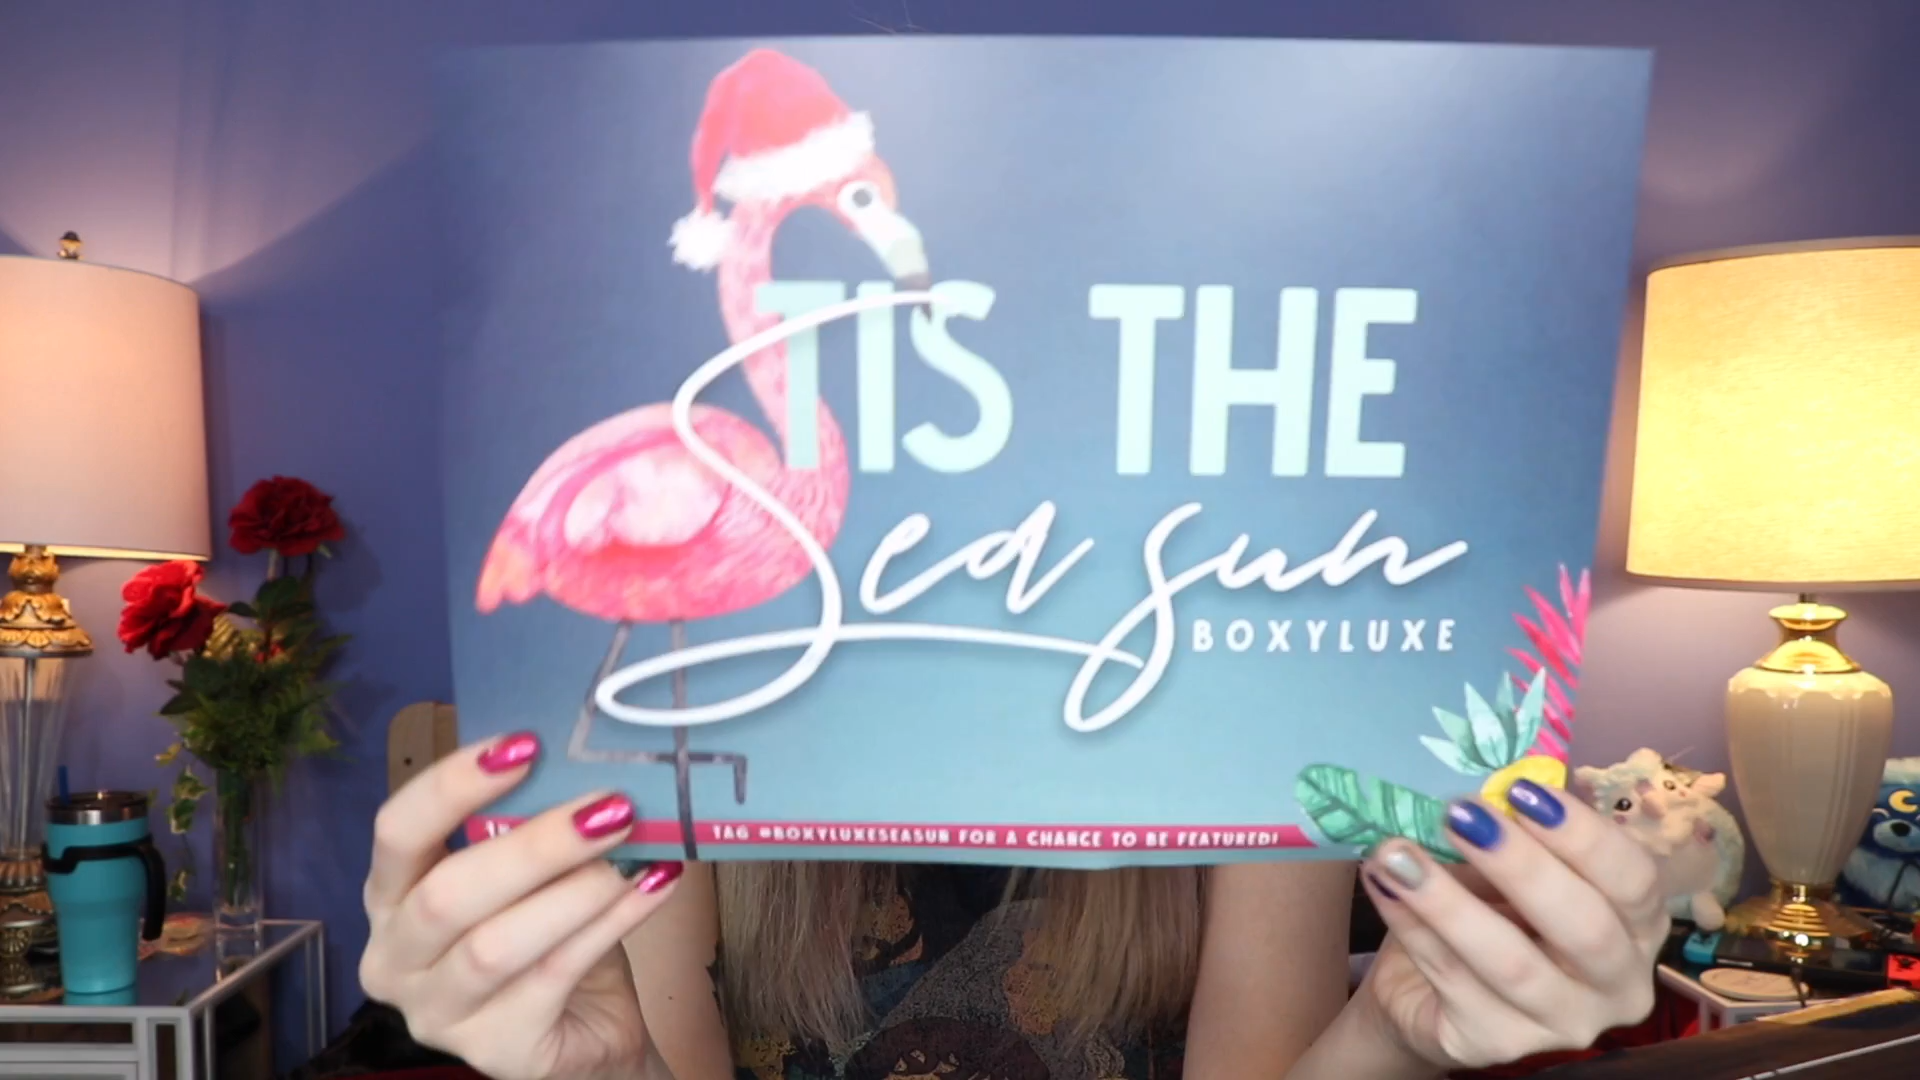 TIS THE
Sea sun
BOXYLUXE
TAG @BOXYLUXESEASUN FOR A CHANCE TO BE FEATURED!